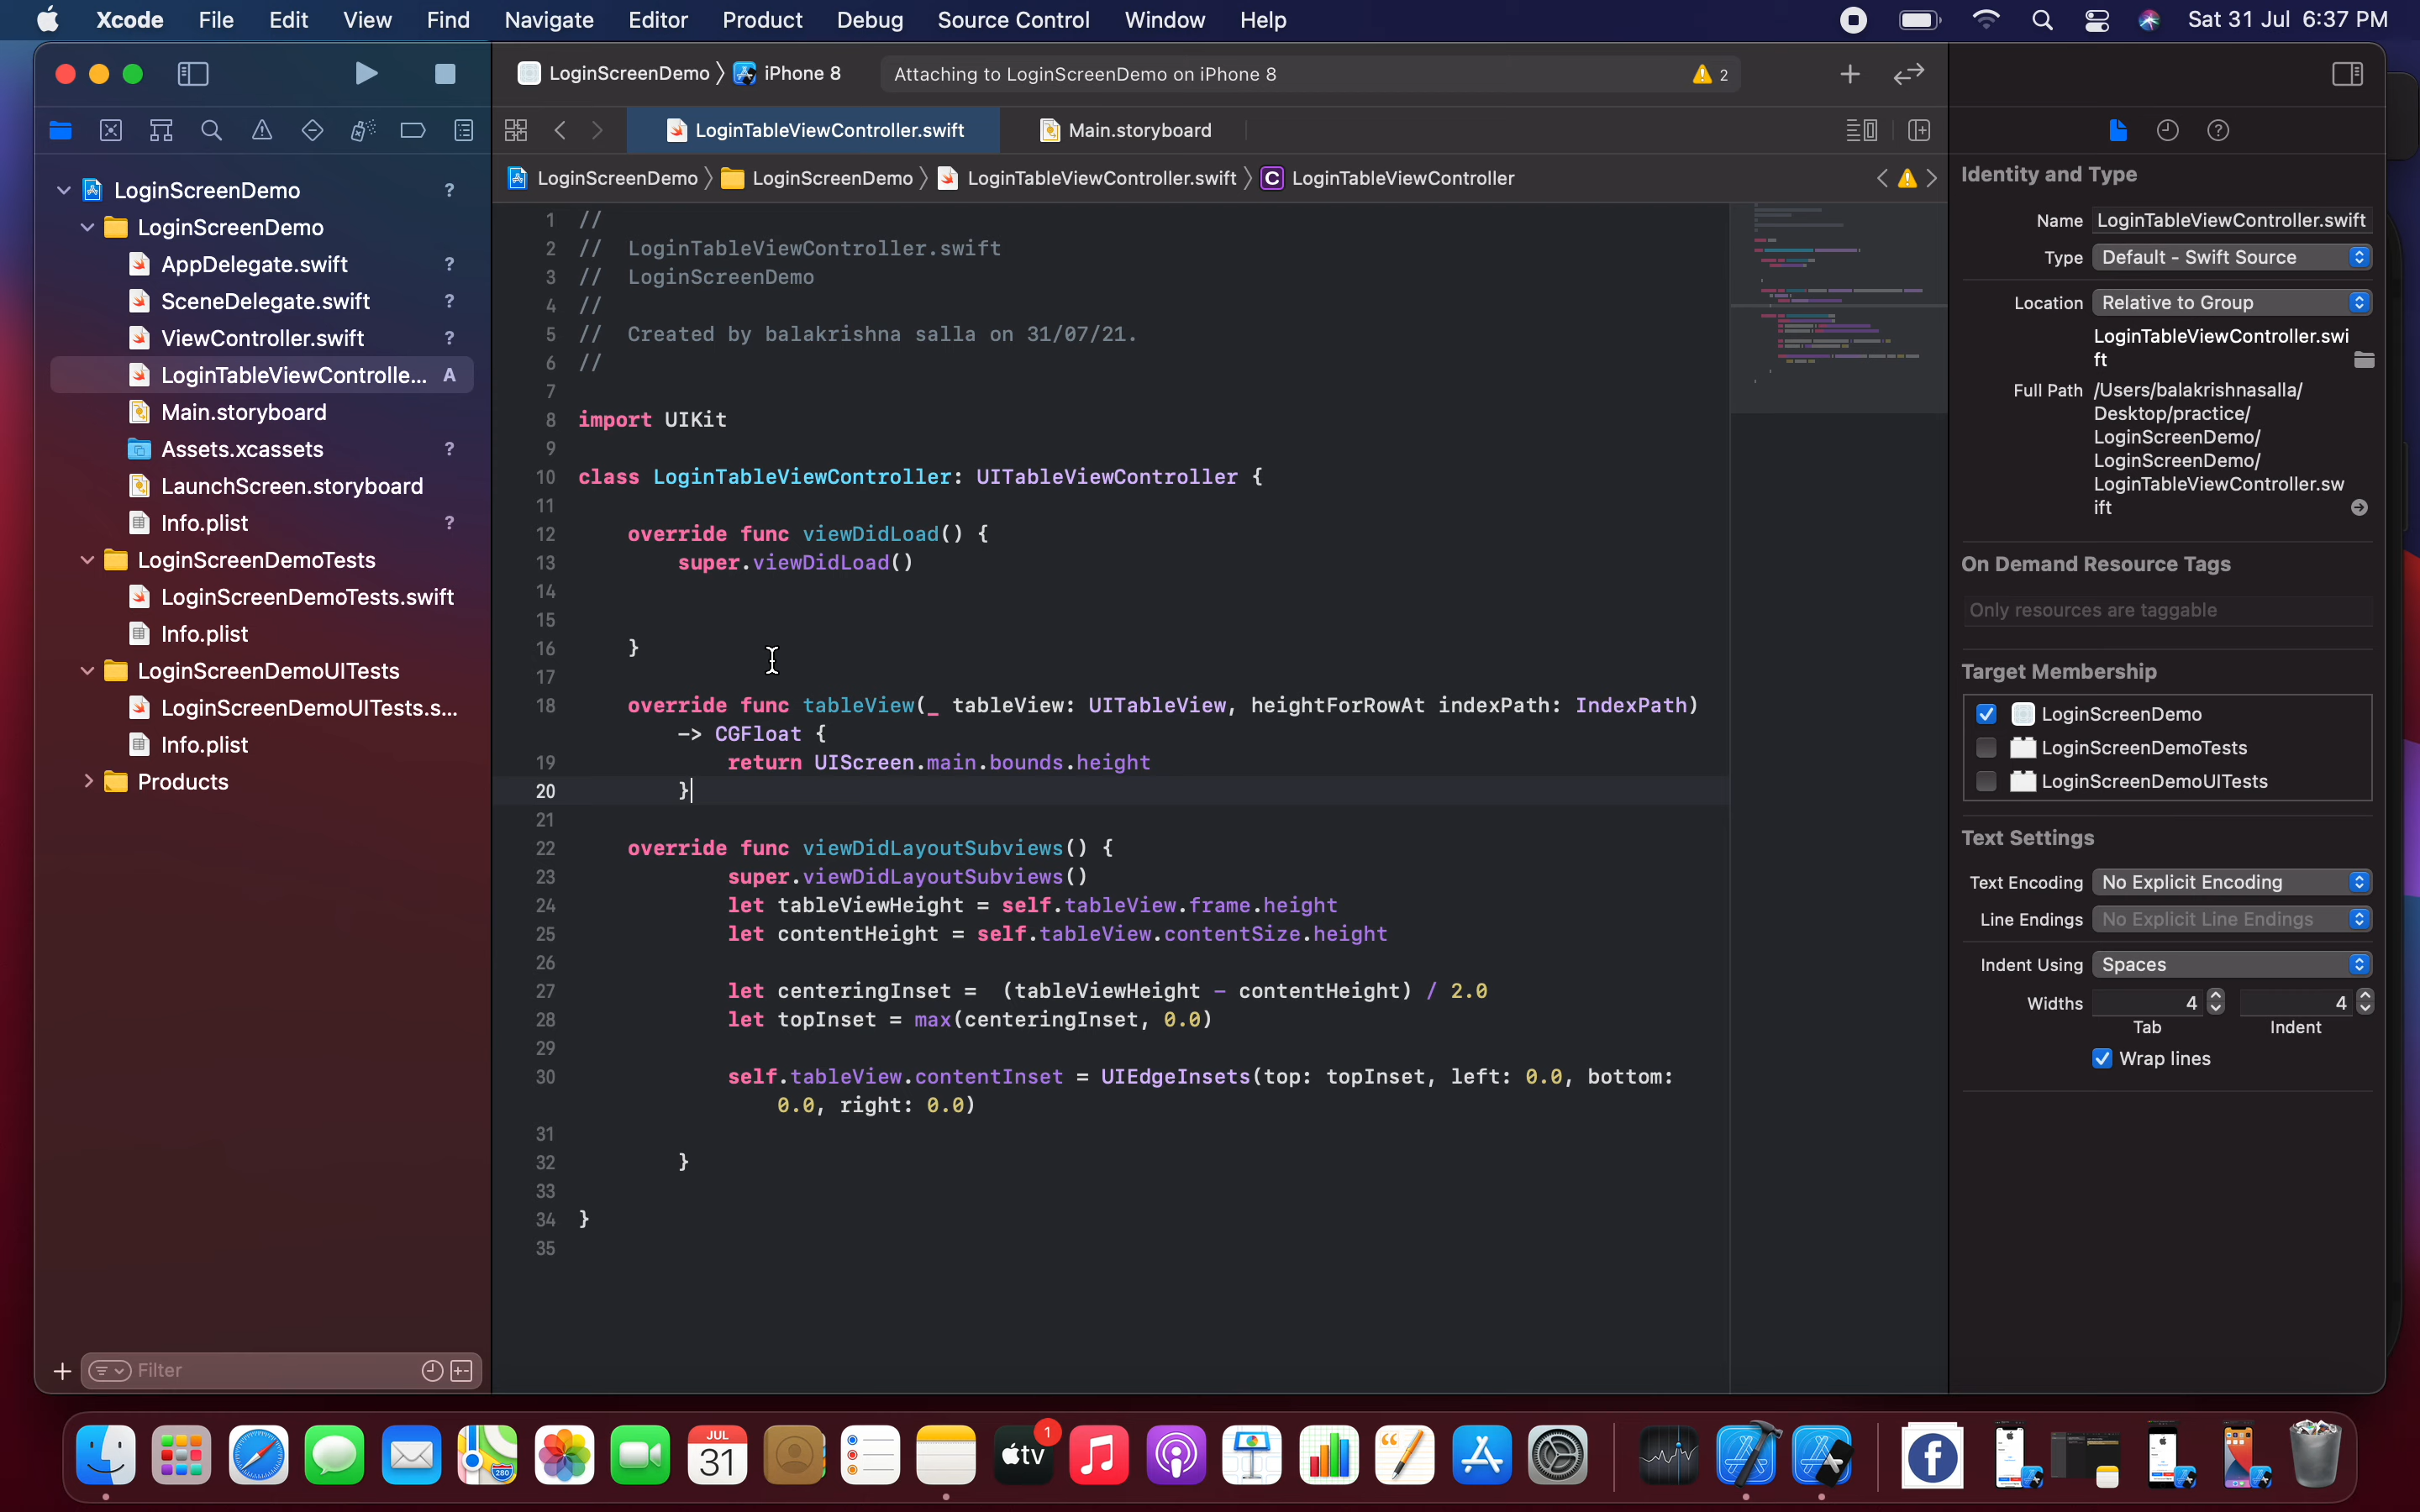 Xcode File Edit View Find Navigate Editor Product Debug Source Control Window Help Sat 31 Jul 6:37 PM
LoginScreenDemo iPhone 8 Attaching to LoginScreenDemo on iPhone 8 2
LoginTableViewController.swift Main.storyboard
LoginScreenDemo LoginScreenDemo LoginTableViewController.swift C LoginTableViewController
LoginScreenDemo ?
LoginScreenDemo
AppDelegate.swift ?
SceneDelegate.swift ?
ViewController.swift ?
LoginTableViewControlle... A
Main.storyboard
Assets.xcassets ?
LaunchScreen.storyboard
Info.plist ?
LoginScreenDemoTests
LoginScreenDemoTests.swift
Info.plist
LoginScreenDemoUITests
LoginScreenDemoUITests.s...
Info.plist
Products
Filter
1 //
2 // LoginTableViewController.swift
3 // LoginScreenDemo
4 //
5 // Created by balakrishna salla on 31/07/21.
6 //
7
8 import UIKit
9
10 class LoginTableViewController: UITableViewController {
11
12 override func viewDidLoad() {
13 super.viewDidLoad()
14
15
16 }
17
18 override func tableView(_ tableView: UITableView, heightForRowAt indexPath: IndexPath)
-> CGFloat {
19 return UIScreen.main.bounds.height
20 }
21
22 override func viewDidLayoutSubviews() {
23 super.viewDidLayoutSubviews()
24 let tableViewHeight = self.tableView.frame.height
25 let contentHeight = self.tableView.contentSize.height
26
27 let centeringInset = (tableViewHeight - contentHeight) / 2.0
28 let topInset = max(centeringInset, 0.0)
29
30 self.tableView.contentInset = UIEdgeInsets(top: topInset, left: 0.0, bottom:
0.0, right: 0.0)
31
32 }
33
34 }
35
Identity and Type
Name LoginTableViewController.swift
Type Default - Swift Source
Location Relative to Group
LoginTableViewController.swi
ft
Full Path /Users/balakrishnasalla/
Desktop/practice/
LoginScreenDemo/
LoginScreenDemo/
LoginTableViewController.sw
ift
On Demand Resource Tags
Only resources are taggable
Target Membership
LoginScreenDemo
LoginScreenDemoTests
LoginScreenDemoUITests
Text Settings
Text Encoding No Explicit Encoding
Line Endings No Explicit Line Endings
Indent Using Spaces
Widths 4 4
Tab Indent
Wrap lines
280
JUL
31
tv
1